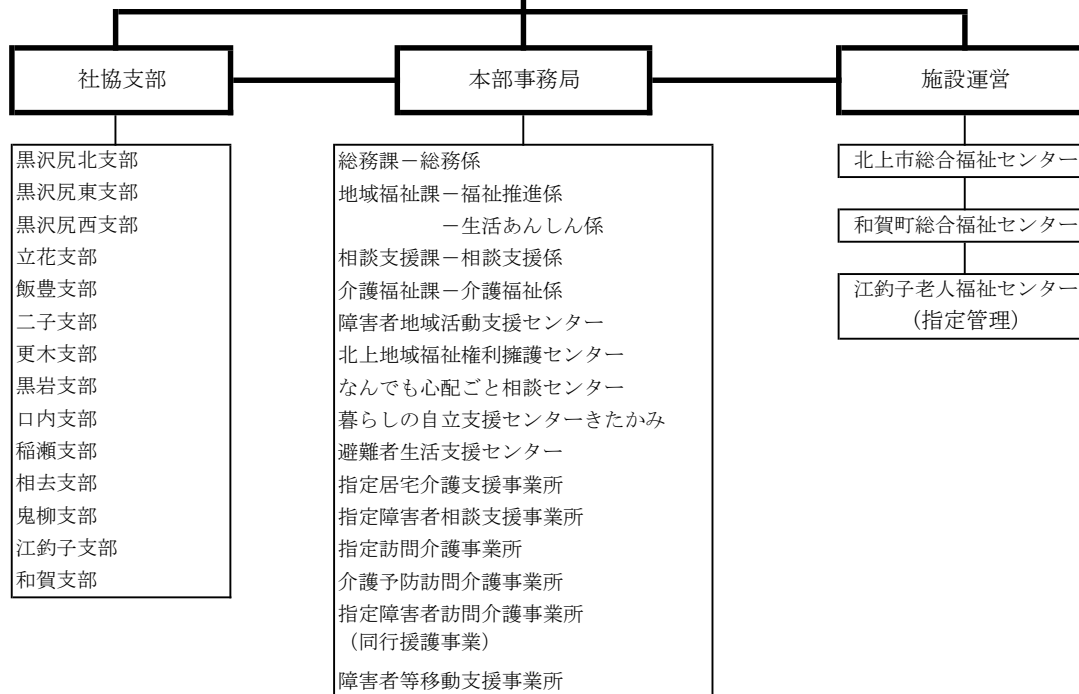 社協支部
本部事務局
施設運営
黒沢尻北支部
黒沢尻東支部
黒沢尻西支部
立花支部
飯豊支部
二子支部
更木支部
黒岩支部
口内支部
稲瀬支部
相去支部
鬼柳支部
江釣子支部
和賀支部
総務課－総務係
地域福祉課－福祉推進係
－生活あんしん係
相談支援課－相談支援係
介護福祉課－介護福祉係
障害者地域活動支援センター
北上地域福祉権利擁護センター
なんでも心配ごと相談センター
暮らしの自立支援センターきたかみ
避難者生活支援センター
指定居宅介護支援事業所
指定障害者相談支援事業所
指定訪問介護事業所
介護予防訪問介護事業所
指定障害者訪問介護事業所
（同行援護事業）
障害者等移動支援事業所
北上市総合福祉センター
和賀町総合福祉センター
江釣子老人福祉センター
（指定管理）